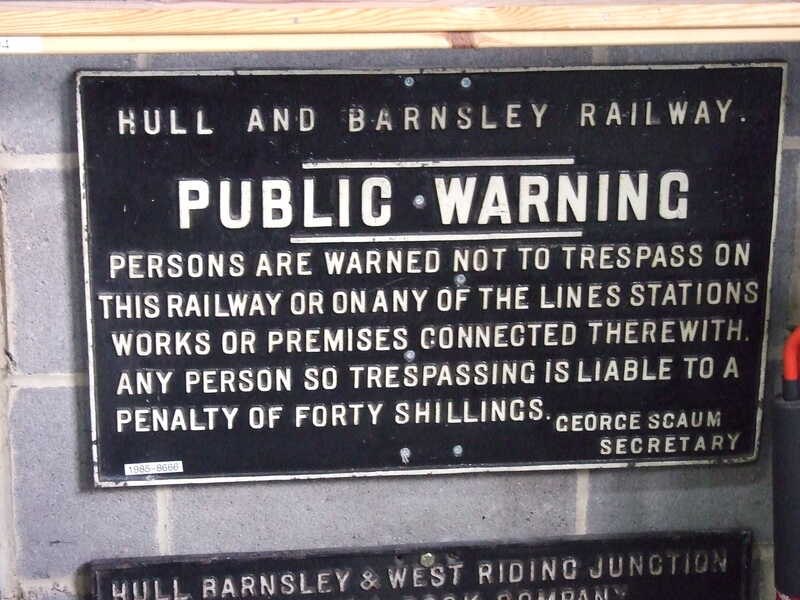 HULL AND BARNSLEY RAILWAY.
PUBLIC WARNING
PERSONS ARE WARNED NOT TO TRESPASS ON
THIS RAILWAY OR ON ANY OF THE LINES STATIONS
WORKS OR PREMISES CONNECTED THEREWITH.
ANY PERSON SO TRESPASSING IS LIABLE TO A
PENALTY OF FORTY SHILLINGS.
GEORGE SCAUM
SECRETARY
1985-8666
HULL BARNSLEY & WEST RIDING JUNCTION
DOCK COMPANY